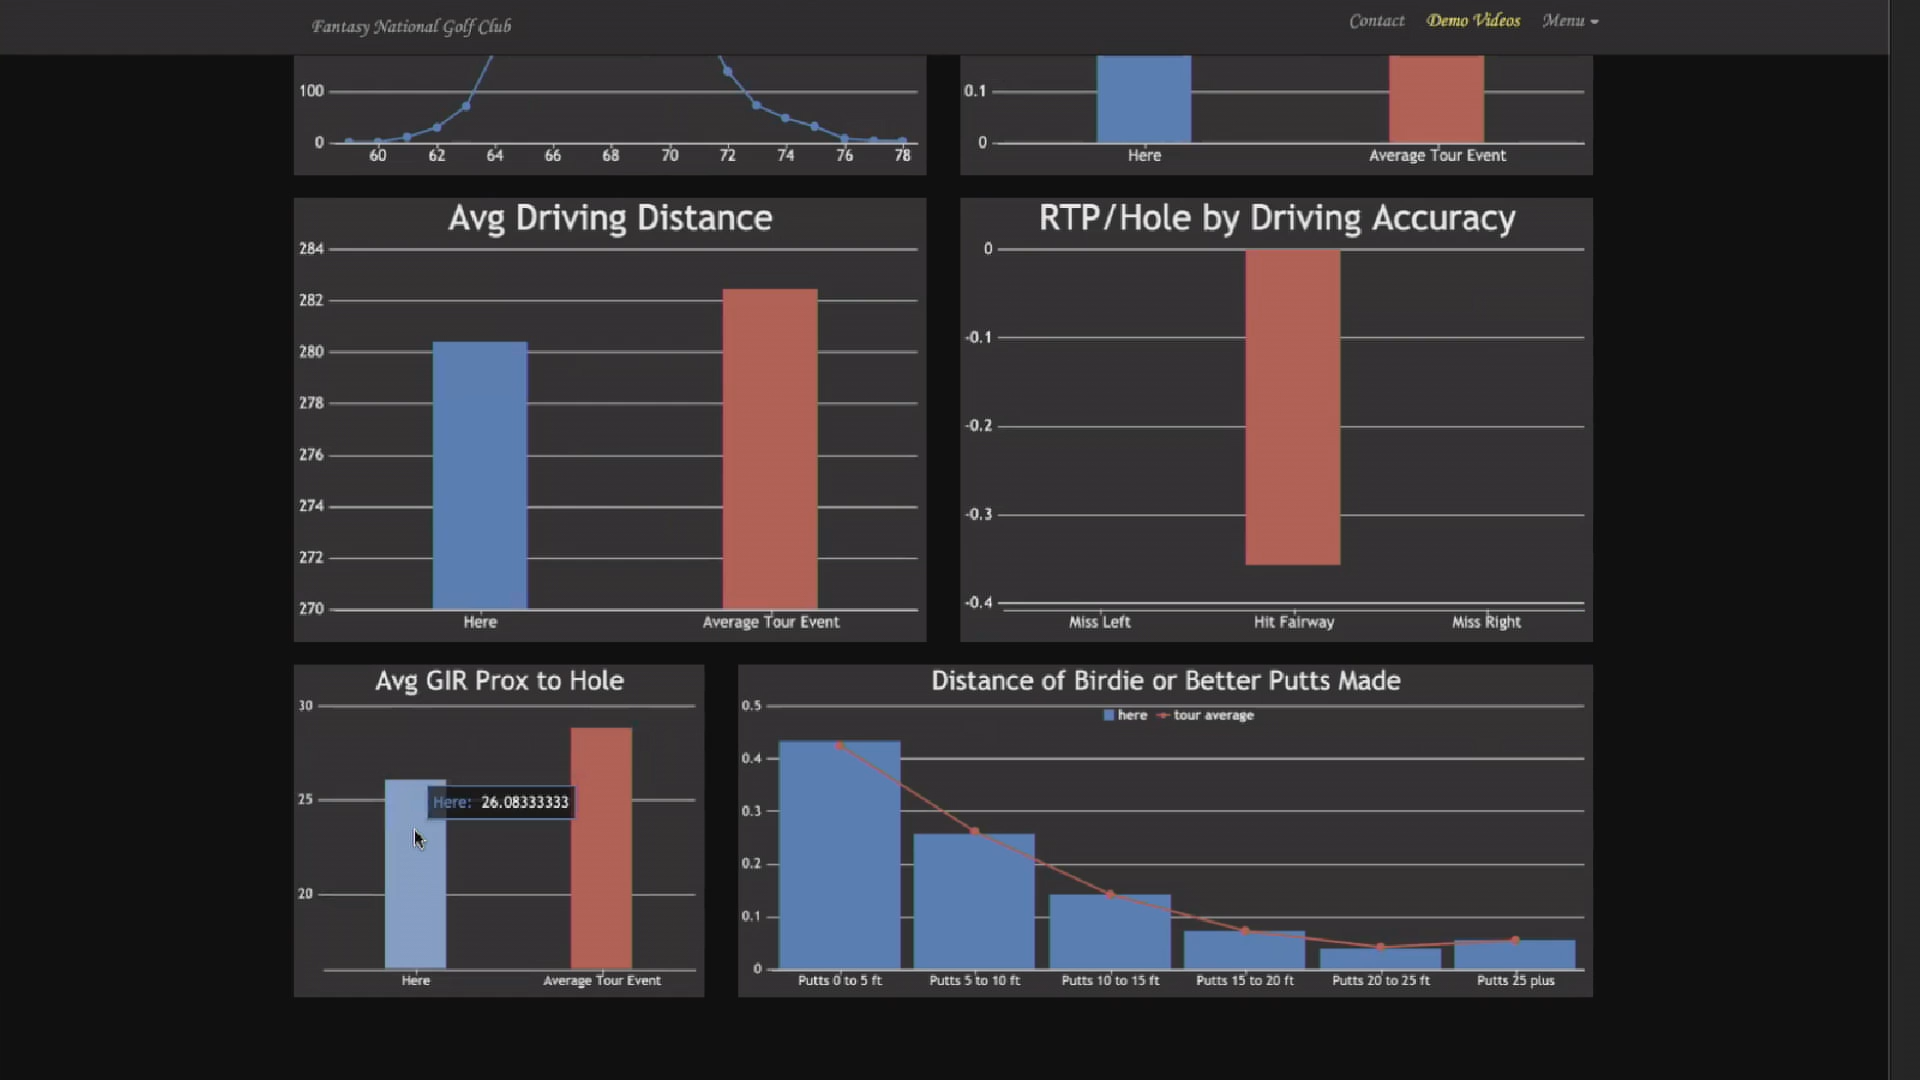 Fantasy National Golf Club
Contact Demo Videos Menu
100
0
60 62 64 66 68 70 72 74 76 78
0.1
0
Here Average Tour Event
Avg Driving Distance
284
282
280
278
276
274
272
270
Here Average Tour Event
RTP/Hole by Driving Accuracy
0
-0.1
-0.2
-0.3
-0.4
Miss Left Hit Fairway Miss Right
Avg GIR Prox to Hole
30
25
20
Here: 26.08333333
Here Average Tour Event
Distance of Birdie or Better Putts Made
here tour average
0.5
0.4
0.3
0.2
0.1
0
Putts 0 to 5 ft Putts 5 to 10 ft Putts 10 to 15 ft Putts 15 to 20 ft Putts 20 to 25 ft Putts 25 plus